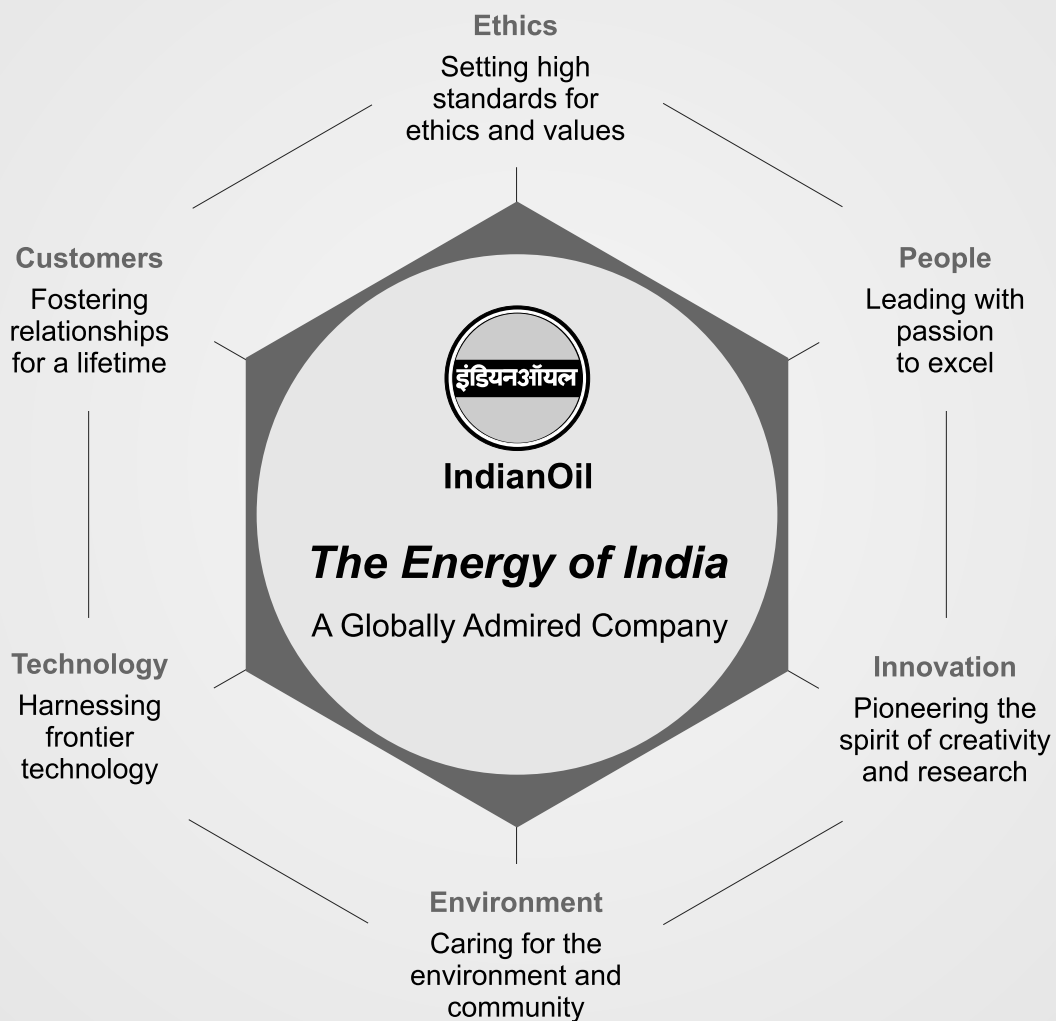 Ethics
Setting high
standards for
ethics and values
Customers
Fostering
relationships
for a lifetime
People
Leading with
passion
to excel
इंडियनऑयल
IndianOil
The Energy of India
A Globally Admired Company
Technology
Harnessing
frontier
technology
Innovation
Pioneering the
spirit of creativity
and research
Environment
Caring for the
environment and
community